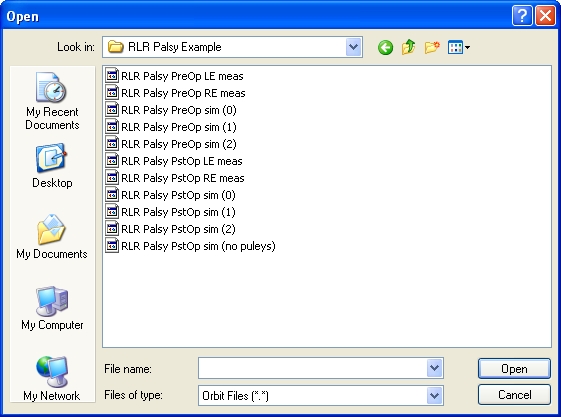 Open
Look in: RLR Palsy Example
My Recent
Documents
Desktop
My Documents
My Computer
My Network
RLR Palsy PreOp LE meas
RLR Palsy PreOp RE meas
RLR Palsy PreOp sim (0)
RLR Palsy PreOp sim (1)
RLR Palsy PreOp sim (2)
RLR Palsy PstOp LE meas
RLR Palsy PstOp RE meas
RLR Palsy PstOp sim (0)
RLR Palsy PstOp sim (1)
RLR Palsy PstOp sim (2)
RLR Palsy PstOp sim (no puleys)
File name: Open
Files of type: Orbit Files (*.*) Cancel